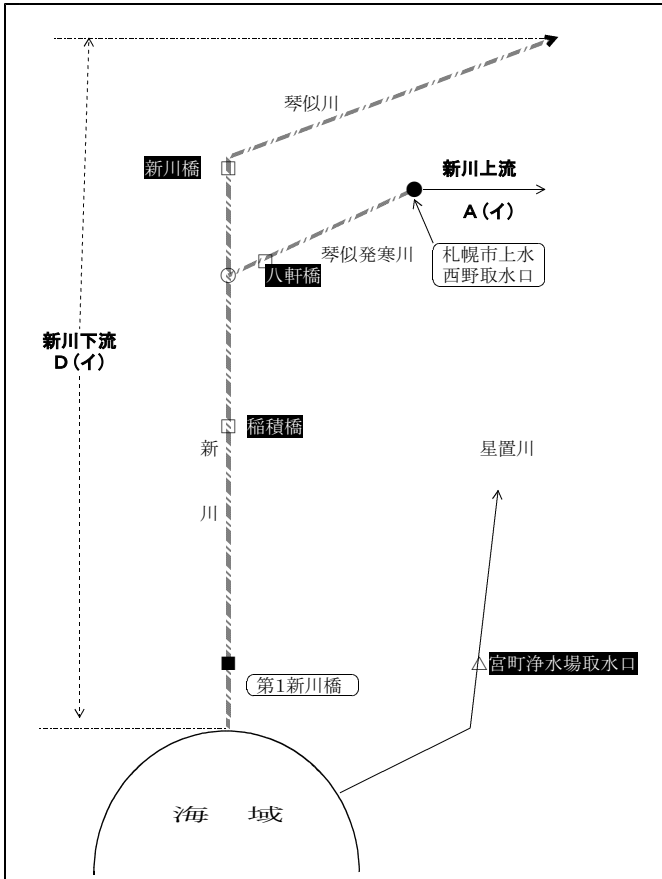 琴似川
新川橋
新川上流
A(イ)
琴似発寒川
札幌市上水
西野取水口
八軒橋
新川下流
D(イ)
稲積橋
新
川
星置川
宮町浄水場取水口
第1新川橋
海 域